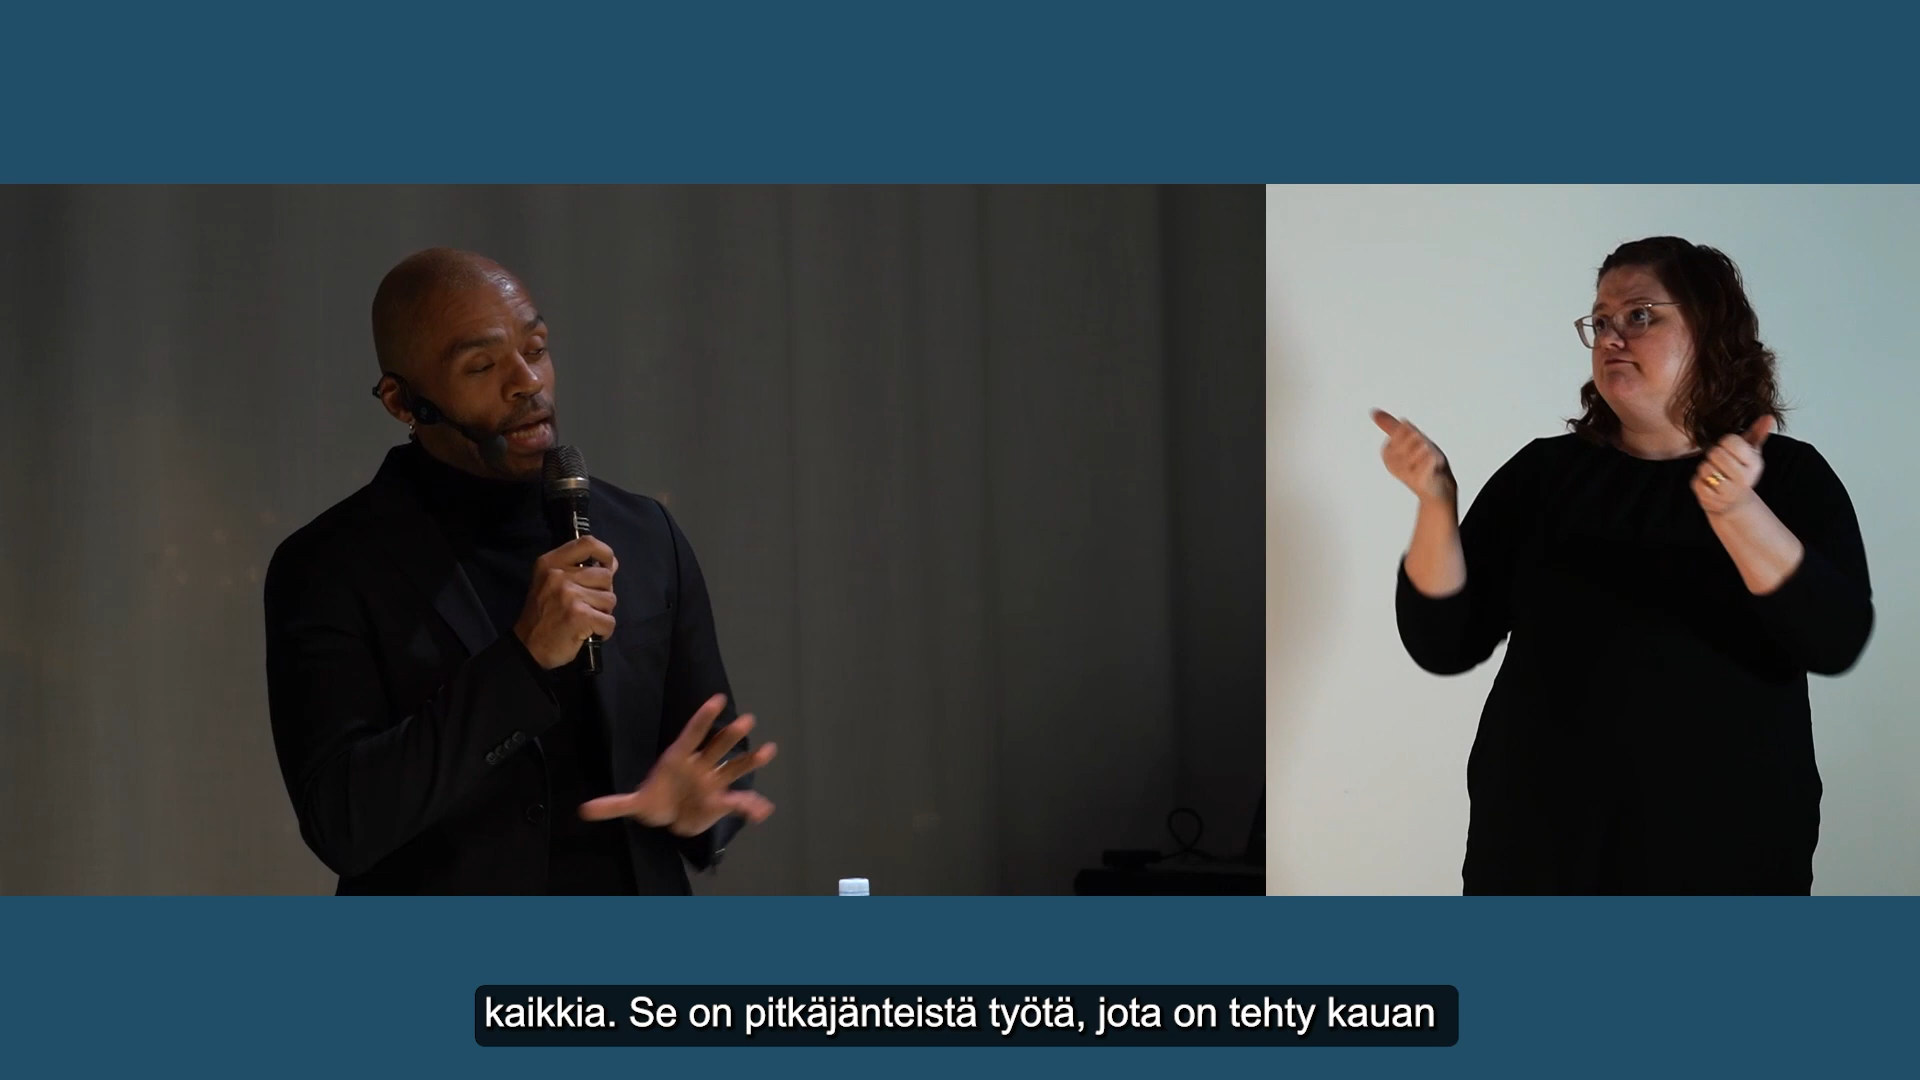 kaikkia. Se on pitkäjänteistä työtä, jota on tehty kauan